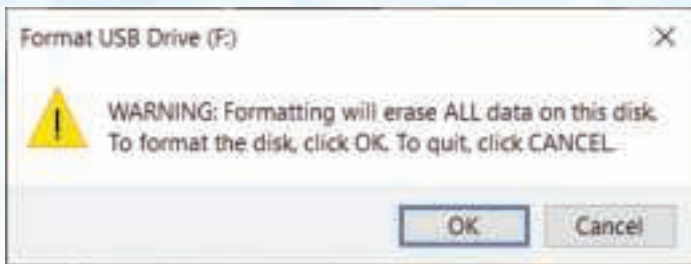 Format USB Drive (F:)
WARNING: Formatting will erase ALL data on this disk.
To format the disk, click OK. To quit, click CANCEL.
OK Cancel